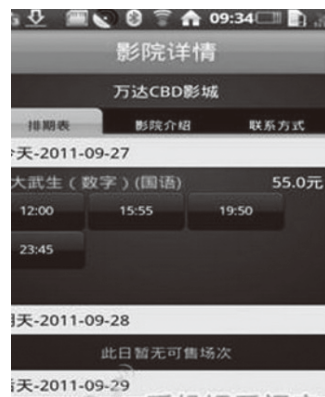 09:34
影院详情
万达CBD影城
排期表 影院介绍 联系方式
天-2011-09-27
大武生（数字）(国语) 55.0元
12:00 15:55 19:50
23:45
天-2011-09-28
此日暂无可售场次
天-2011-09-29